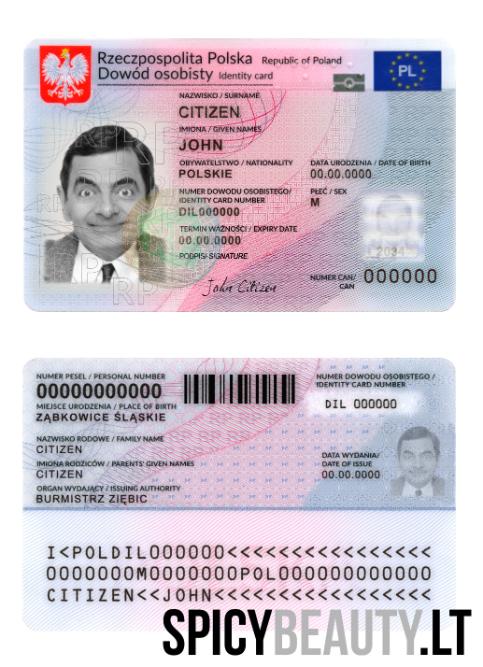 Rzeczpospolita Polska Republic of Poland
Dowód osobisty Identity card
PL
NAZWISKO / SURNAME
CITIZEN
IMIONA / GIVEN NAMES
JOHN
OBYWATELSTWO / NATIONALITY DATA URODZENIA / DATE OF BIRTH
POLSKIE 00.00.0000
NUMER DOWODU OSOBISTEGO/ PŁEĆ / SEX
IDENTITY CARD NUMBER M
DIL000000
TERMIN WAŻNOŚCI / EXPIRY DATE
00.00.0000
PODPIS/ SIGNATURE
John Citizen
NUMER CAN/ 000000
CAN
NUMER PESEL / PERSONAL NUMBER
00000000000
MIEJSCE URODZENIA / PLACE OF BIRTH
ZĄBKOWICE ŚLĄSKIE
NUMER DOWODU OSOBISTEGO /
IDENTITY CARD NUMBER
DIL 000000
NAZWISKO RODOWE / FAMILY NAME
CITIZEN
IMIONA RODZICÓW / PARENTS' GIVEN NAMES
CITIZEN
DATA WYDANIA/
DATE OF ISSUE
00.00.0000
ORGAN WYDAJĄCY / ISSUING AUTHORITY
BURMISTRZ ZIĘBIC
I<POLDIL000000<<<<<<<<<<<<<<<<
0000000M0000000POL000000000000
CITIZEN<<JOHN<<<<<<<<<<<<<<<<<
SPICYBEAUTY.LT